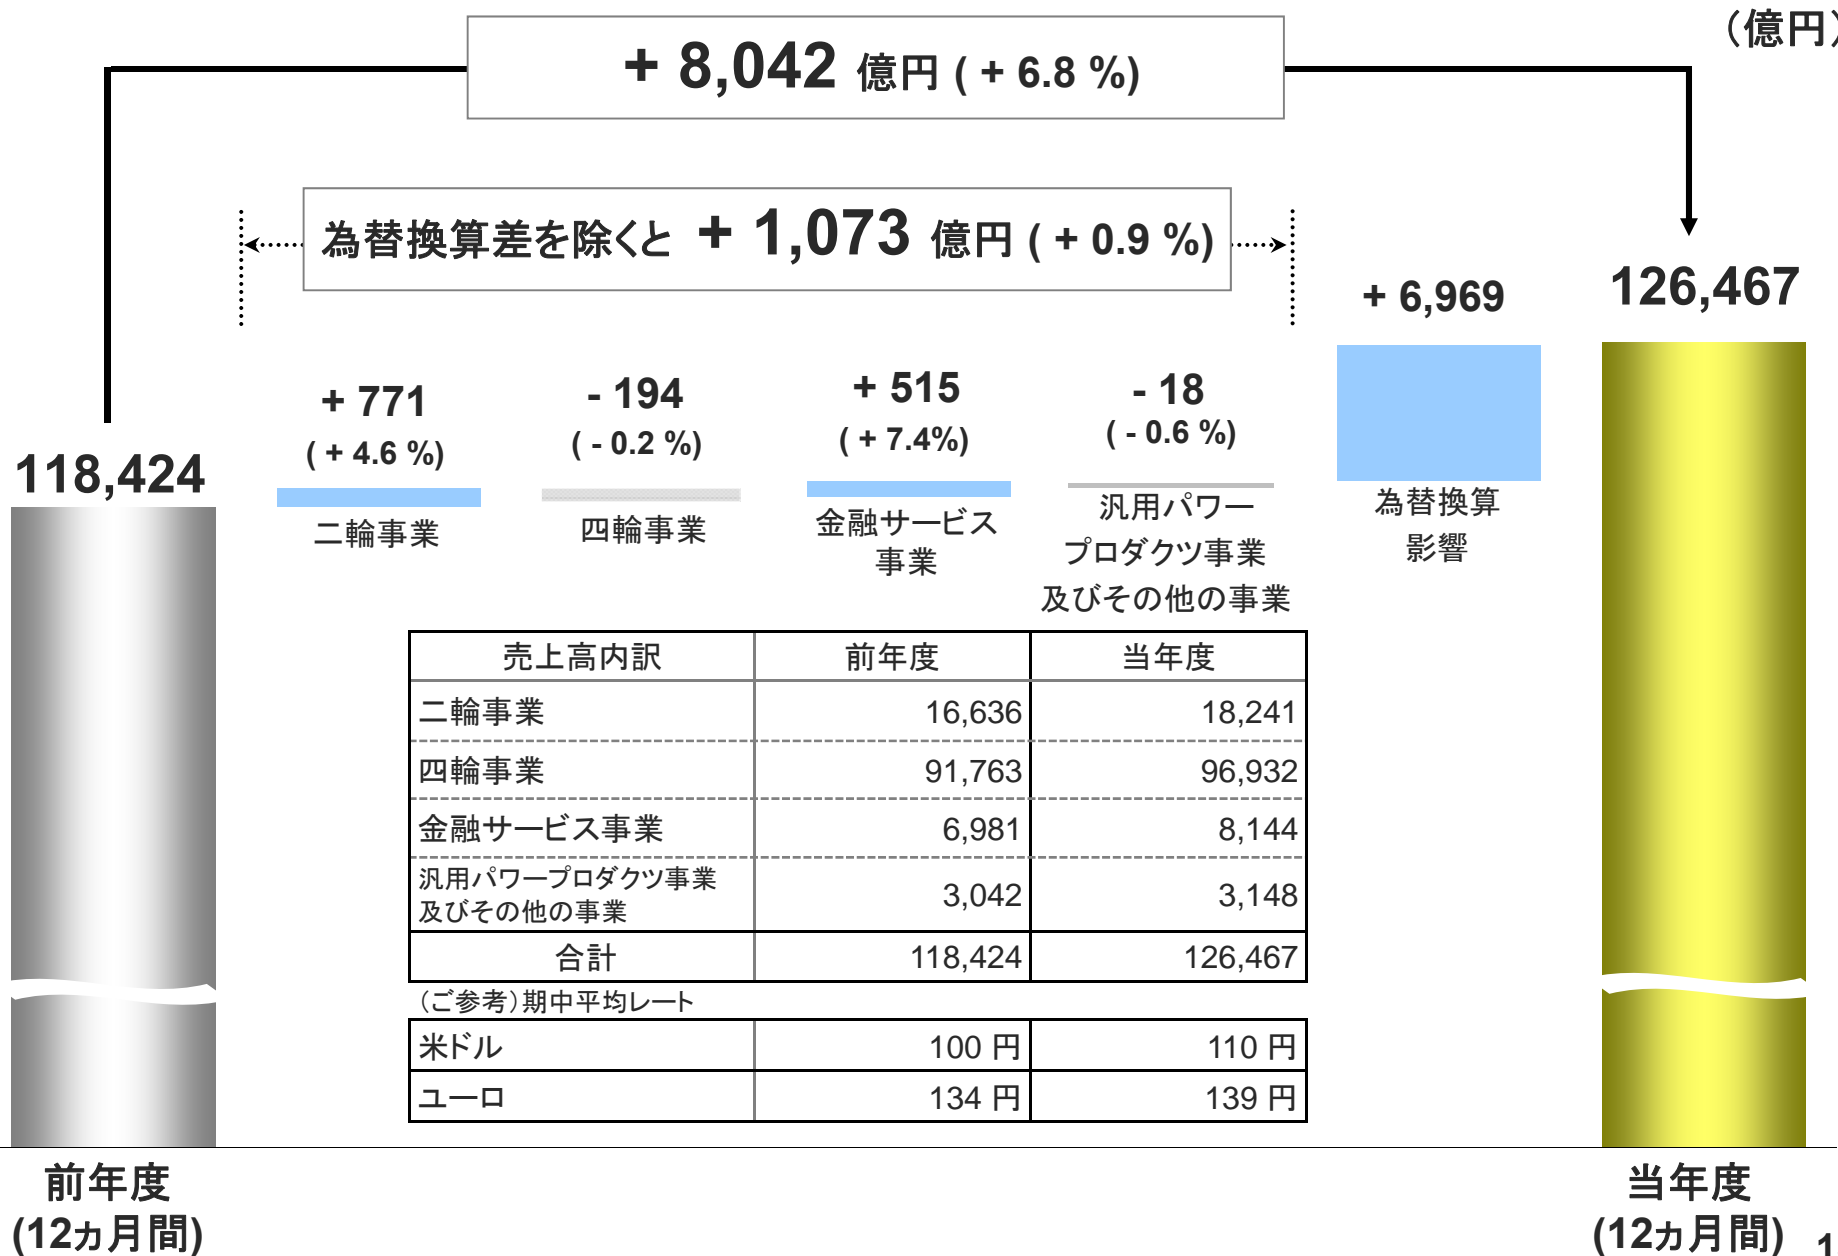 （億円）
+ 8,042 億円 ( + 6.8 %)
為替換算差を除くと + 1,073 億円 ( + 0.9 %)
+ 6,969
126,467
+ 771
( + 4.6 %)
- 194
( - 0.2 %)
+ 515
( + 7.4%)
- 18
( - 0.6 %)
118,424
二輪事業
四輪事業
金融サービス
事業
汎用パワー
プロダクツ事業
及びその他の事業
為替換算
影響
売上高内訳 前年度 当年度
二輪事業 16,636 18,241
四輪事業 91,763 96,932
金融サービス事業 6,981 8,144
汎用パワープロダクツ事業
及びその他の事業 3,042 3,148
合計 118,424 126,467
（ご参考）期中平均レート
米ドル 100 円 110 円
ユーロ 134 円 139 円
前年度
(12ヵ月間)
当年度
(12ヵ月間)